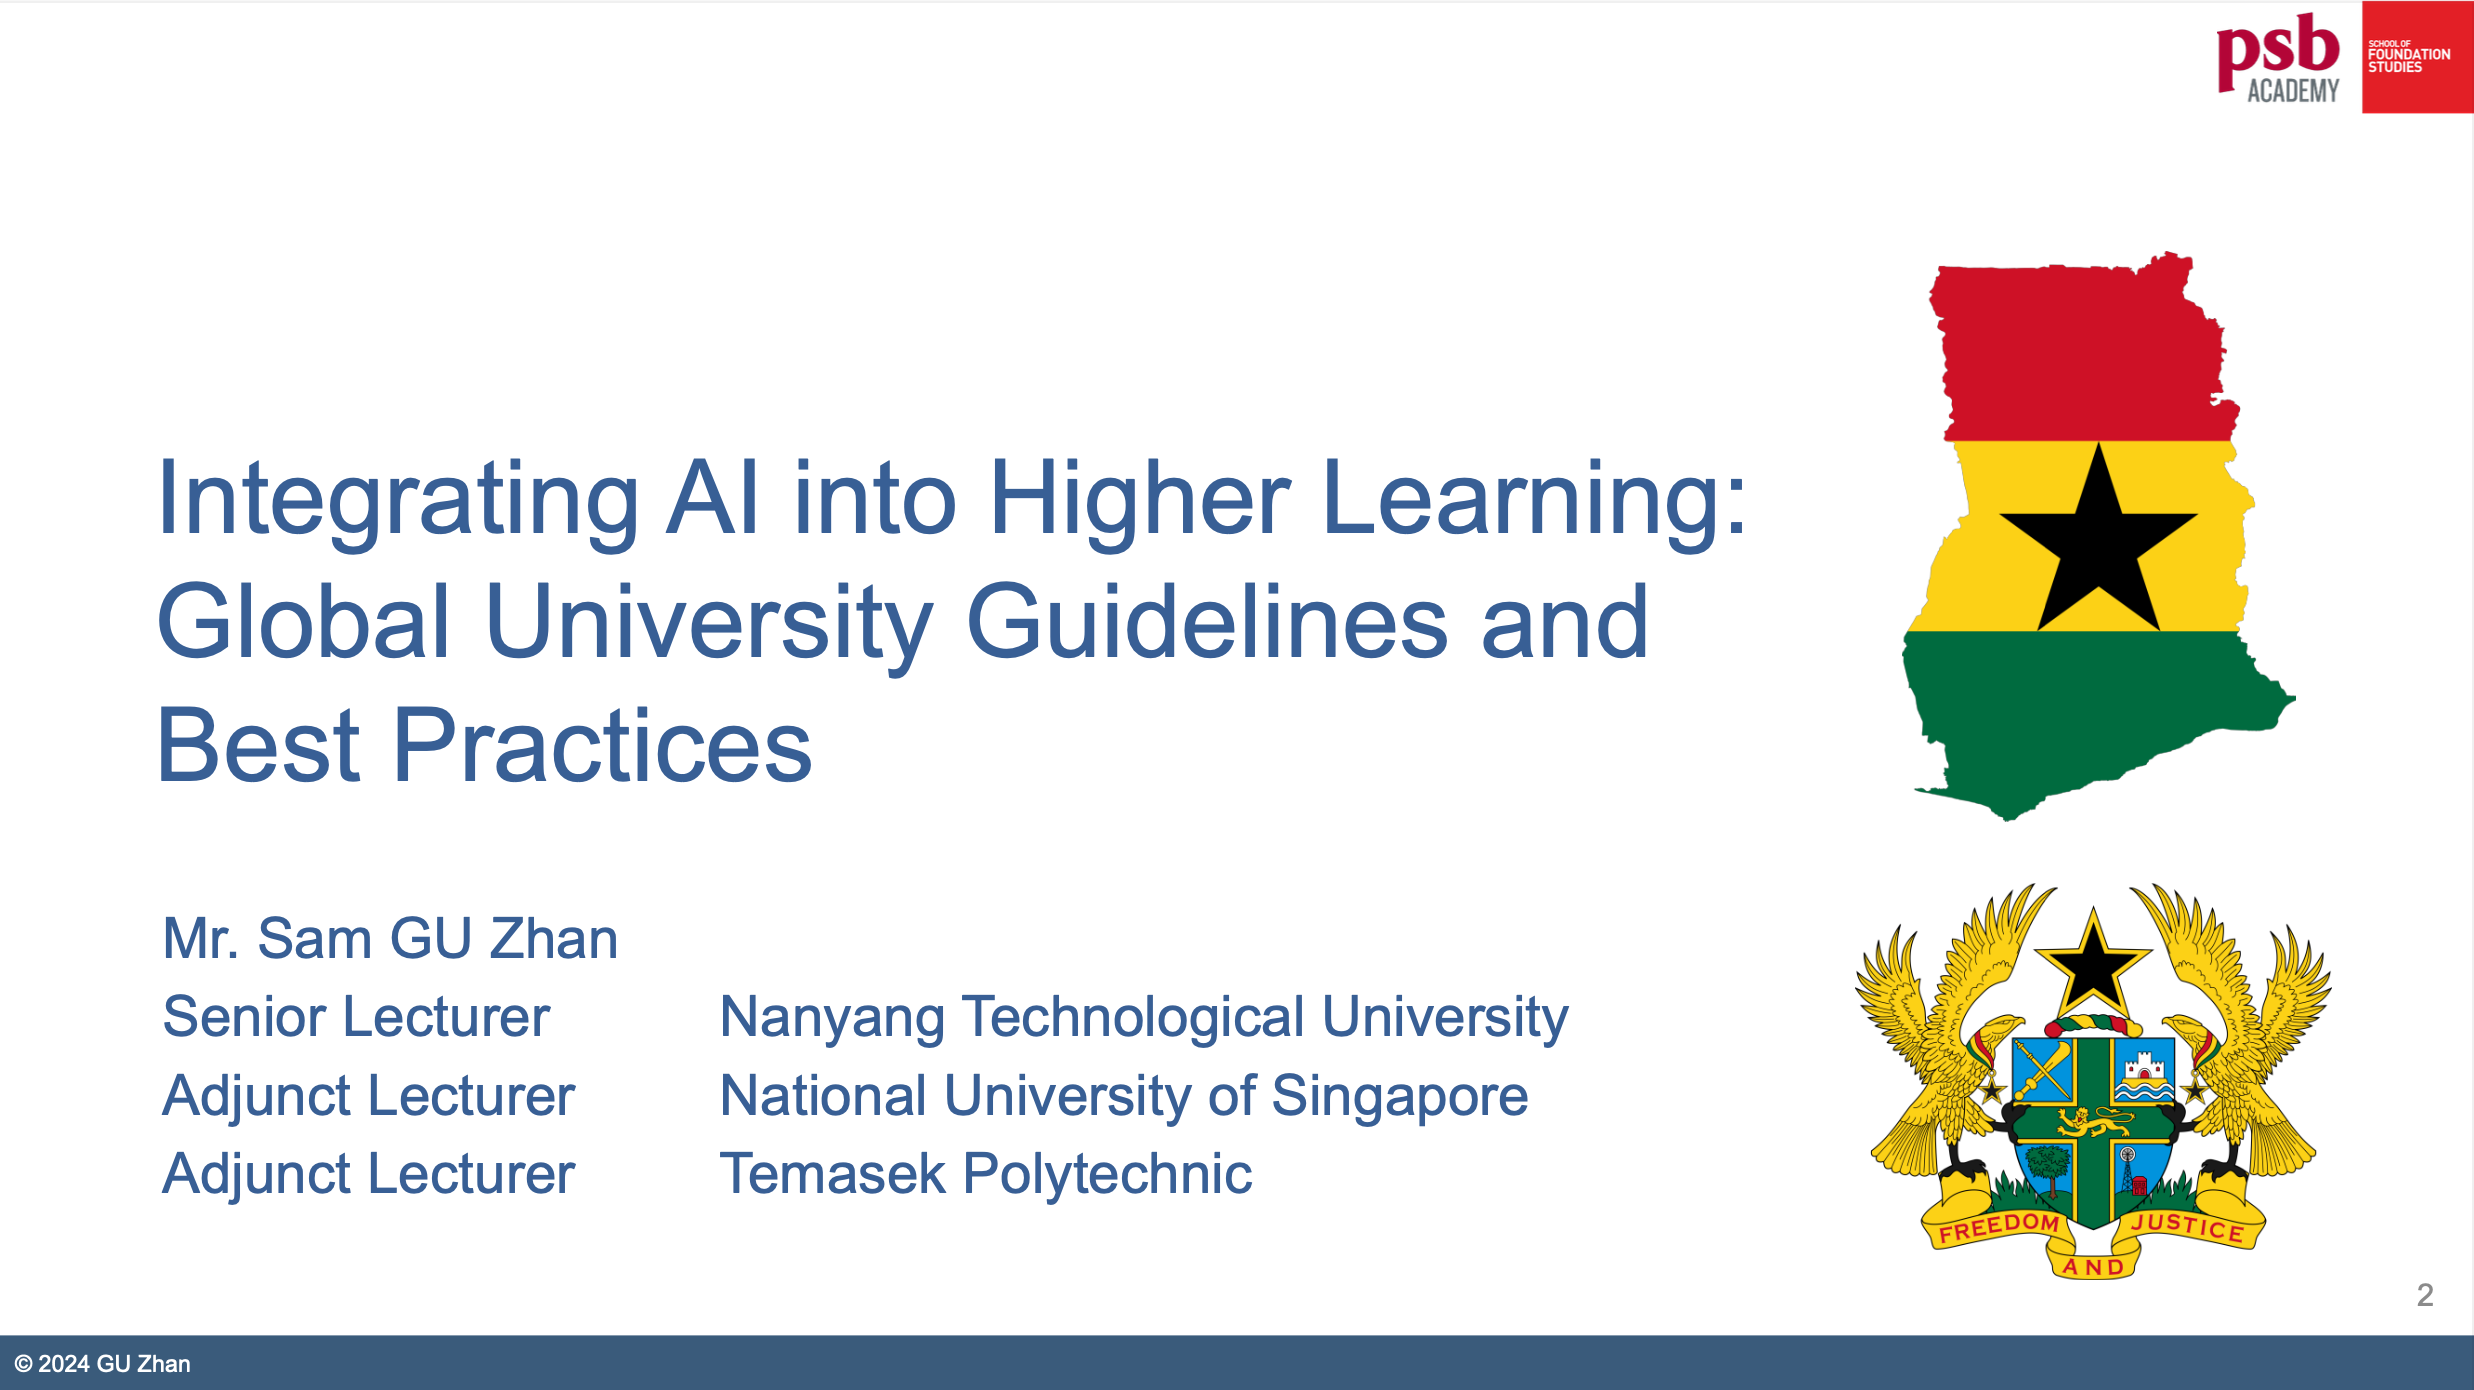 psb
ACADEMY
SCHOOL OF
FOUNDATION
STUDIES
Integrating AI into Higher Learning:
Global University Guidelines and
Best Practices
Mr. Sam GU Zhan
Senior Lecturer Nanyang Technological University
Adjunct Lecturer National University of Singapore
Adjunct Lecturer Temasek Polytechnic
FREEDOM JUSTICE
AND
2
© 2024 GU Zhan